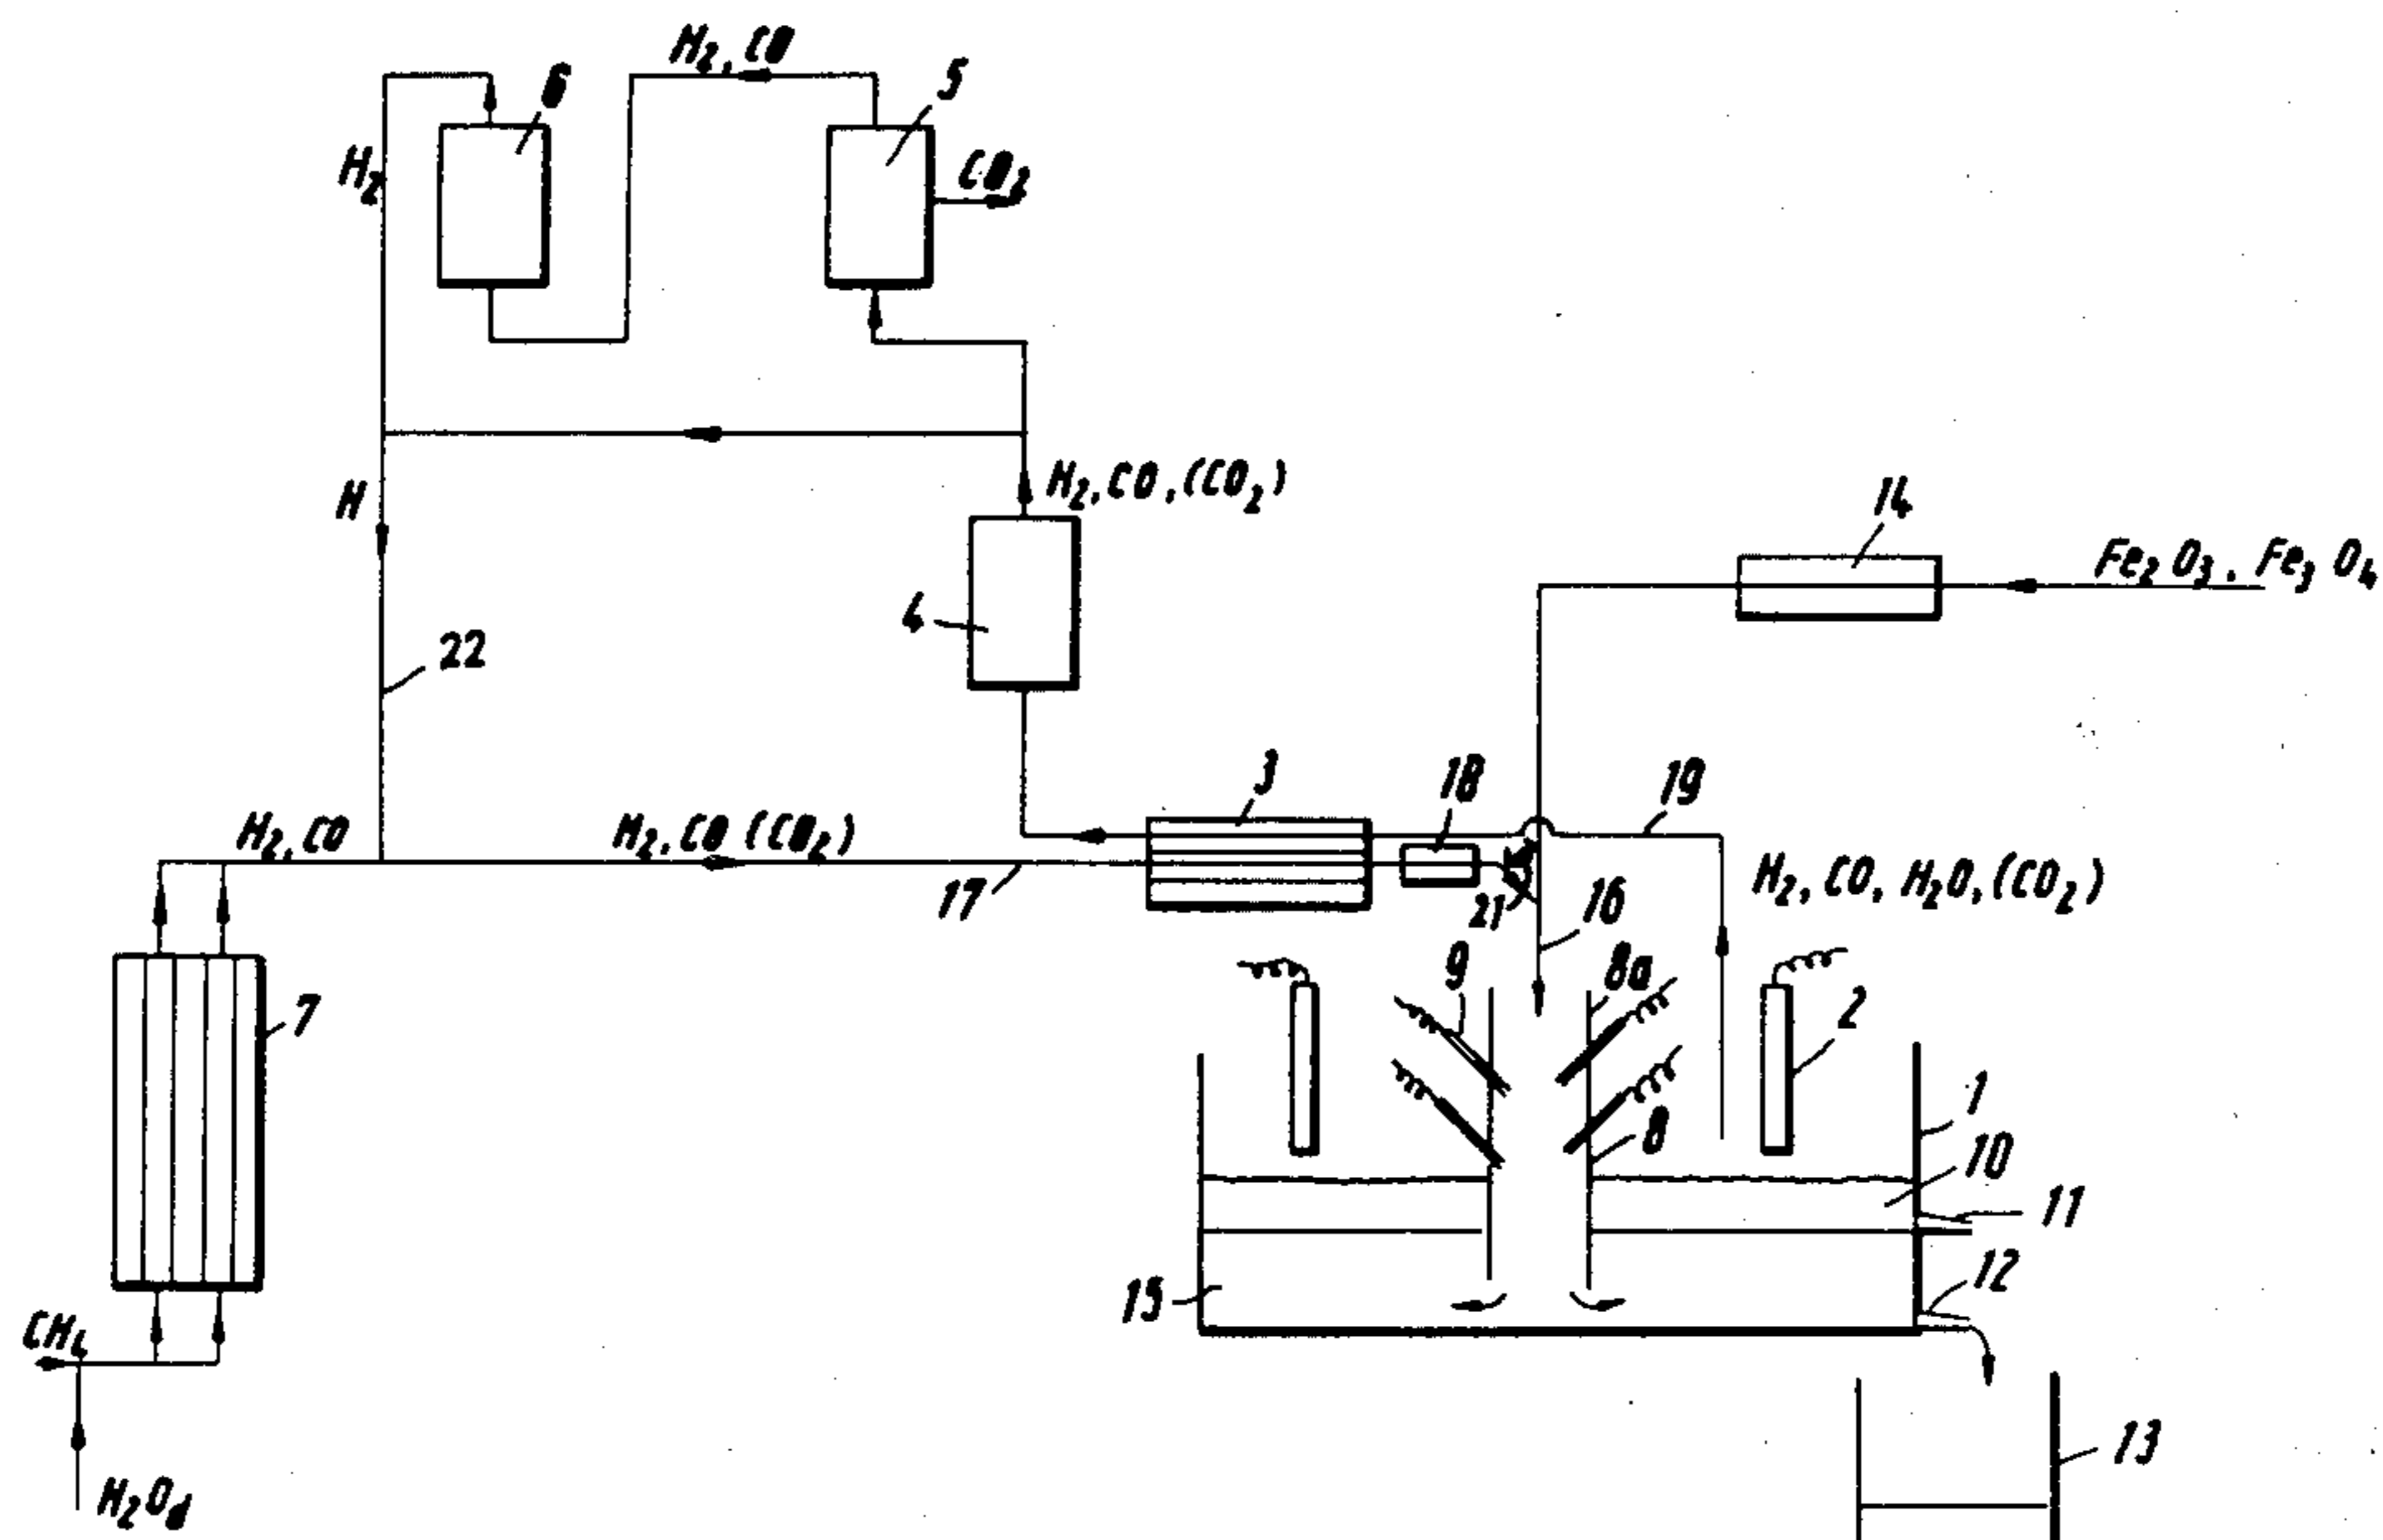 H2, CO
6
5
H2
CO2
H2, CO, (CO2)
H
14
Fe2 O3, Fe3 O4
4
22
3
18
19
H2, CO
H2, CO (CO2)
17
21
16
H2, CO, H2O, (CO2)
9
8a
7
2
1
8
10
11
12
15
CH4
13